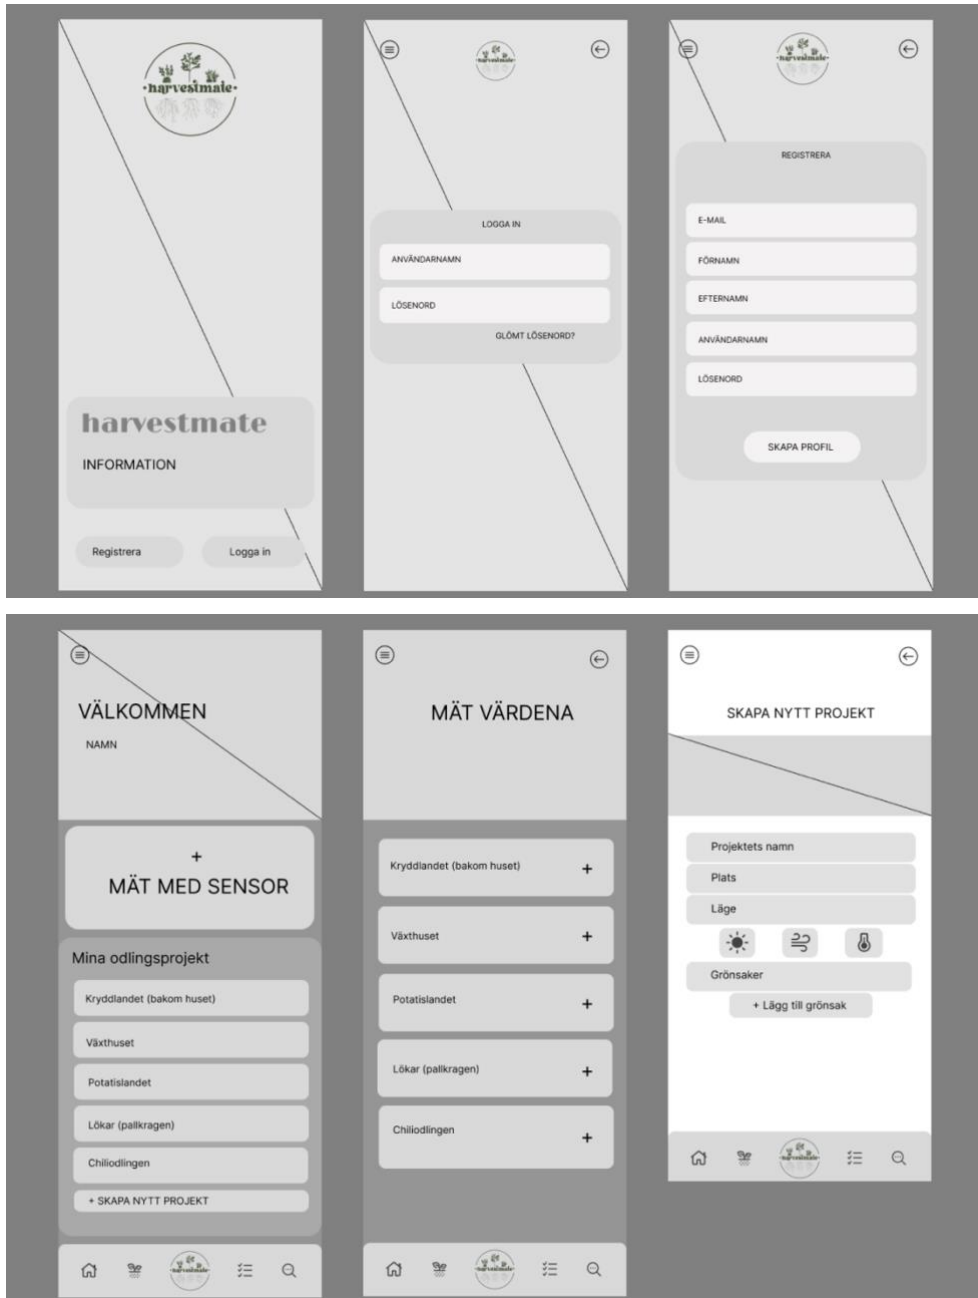 •harvestmate•
harvestmate
INFORMATION
Registrera
Logga in
•harvestmate•
LOGGA IN
ANVÄNDARNAMN
LÖSENORD
GLÖMT LÖSENORD?
•harvestmate•
REGISTRERA
E-MAIL
FÖRNAMN
EFTERNAMN
ANVÄNDARNAMN
LÖSENORD
SKAPA PROFIL
VÄLKOMMEN
NAMN
+
MÄT MED SENSOR
Mina odlingsprojekt
Kryddlandet (bakom huset)
Växthuset
Potatislandet
Lökar (pallkragen)
Chiliodlingen
+ SKAPA NYTT PROJEKT
•harvestmate•
MÄT VÄRDENA
Kryddlandet (bakom huset) +
Växthuset +
Potatislandet +
Lökar (pallkragen) +
Chiliodlingen +
•harvestmate•
SKAPA NYTT PROJEKT
Projektets namn
Plats
Läge
Grönsaker
+ Lägg till grönsak
•harvestmate•